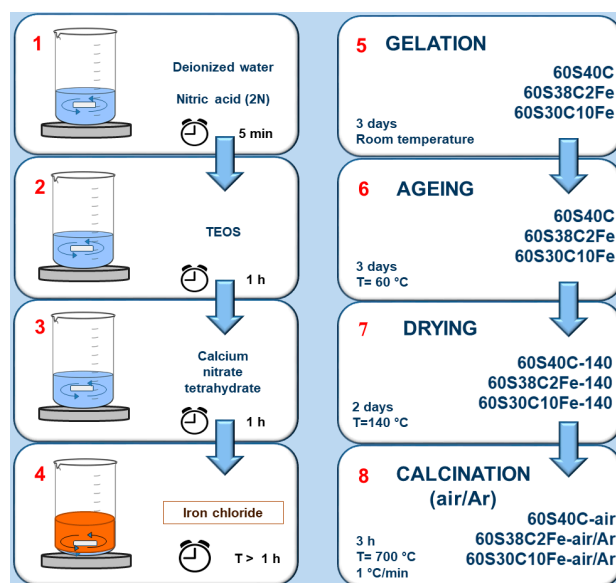 1
Deionized water
Nitric acid (2N)
5 min
2
TEOS
1 h
3
Calcium
nitrate
tetrahydrate
1 h
4
Iron chloride
T > 1 h
5 GELATION
60S40C
60S38C2Fe
60S30C10Fe
3 days
Room temperature
6 AGEING
60S40C
60S38C2Fe
60S30C10Fe
3 days
T= 60 °C
7 DRYING
60S40C-140
60S38C2Fe-140
60S30C10Fe-140
2 days
T=140 °C
8 CALCINATION
(air/Ar)
60S40C-air
60S38C2Fe-air/Ar
60S30C10Fe-air/Ar
3 h
T= 700 °C
1 °C/min